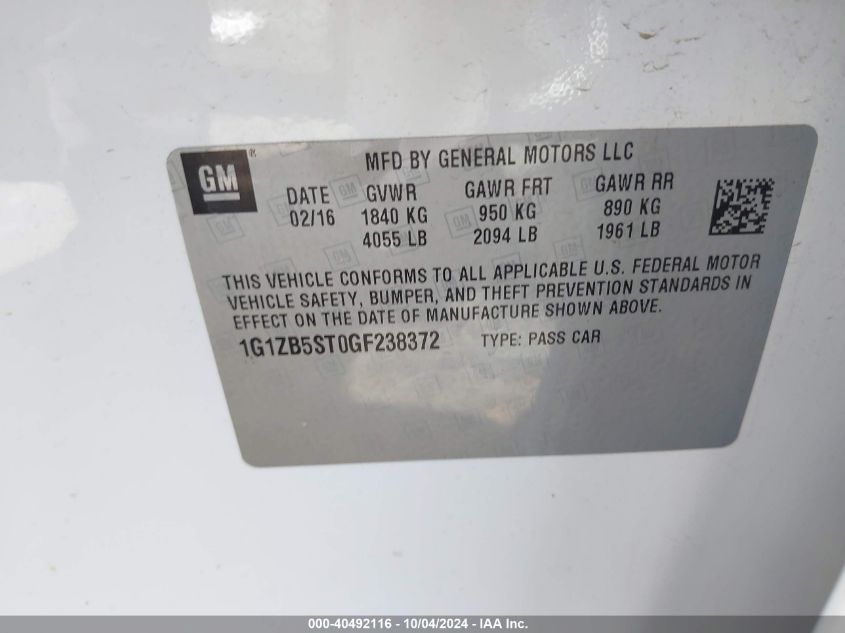 GM®
MFD BY GENERAL MOTORS LLC
DATE GVWR GAWR FRT GAWR RR
02/16 1840 KG 950 KG 890 KG
4055 LB 2094 LB 1961 LB
THIS VEHICLE CONFORMS TO ALL APPLICABLE U.S. FEDERAL MOTOR
VEHICLE SAFETY, BUMPER, AND THEFT PREVENTION STANDARDS IN
EFFECT ON THE DATE OF MANUFACTURE SHOWN ABOVE.
1G1ZB5ST0GF238372 TYPE: PASS CAR
000-40492116 - 10/04/2024 - IAA Inc.